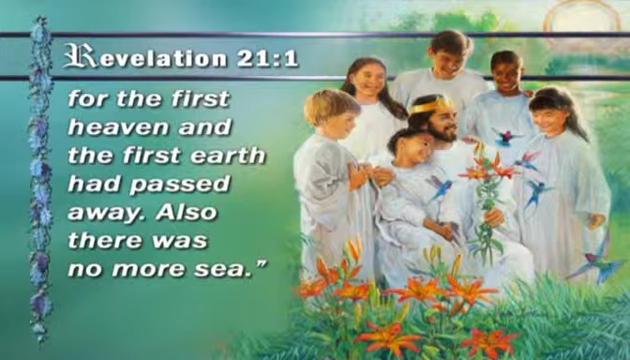 Revelation 21:1
for the first
heaven and
the first earth
had passed
away. Also
there was
no more sea.”